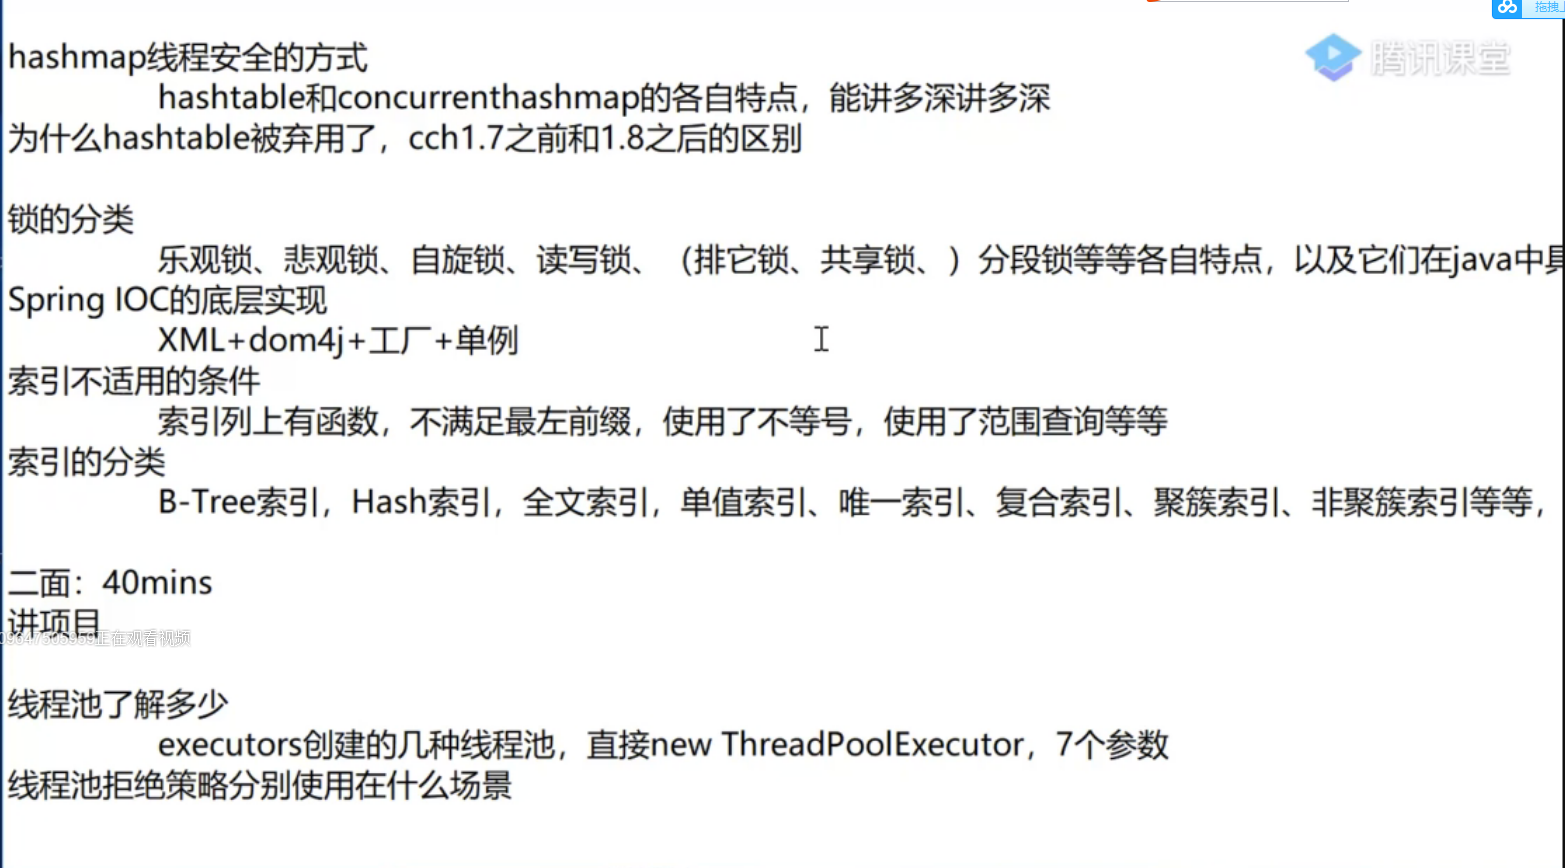 拖拽上
腾讯课堂
hashmap线程安全的方式
hashtable和concurrenthashmap的各自特点，能讲多深讲多深
为什么hashtable被弃用了，cch1.7之前和1.8之后的区别
锁的分类
乐观锁、悲观锁、自旋锁、读写锁、（排它锁、共享锁、）分段锁等等各自特点，以及它们在java中具
Spring IOC的底层实现
XML+dom4j+工厂+单例
索引不适用的条件
索引列上有函数，不满足最左前缀，使用了不等号，使用了范围查询等等
索引的分类
B-Tree索引，Hash索引，全文索引，单值索引、唯一索引、复合索引、聚簇索引、非聚簇索引等等，
二面：40mins
讲项目
正在观看视频
线程池了解多少
executors创建的几种线程池，直接new ThreadPoolExecutor，7个参数
线程池拒绝策略分别使用在什么场景